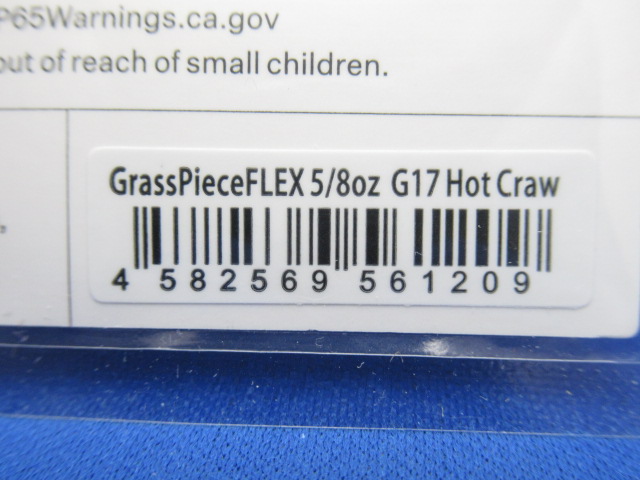 P65Warnings.ca.gov
out of reach of small children.
GrassPieceFLEX 5/8oz G17 Hot Craw
4 582569 561209